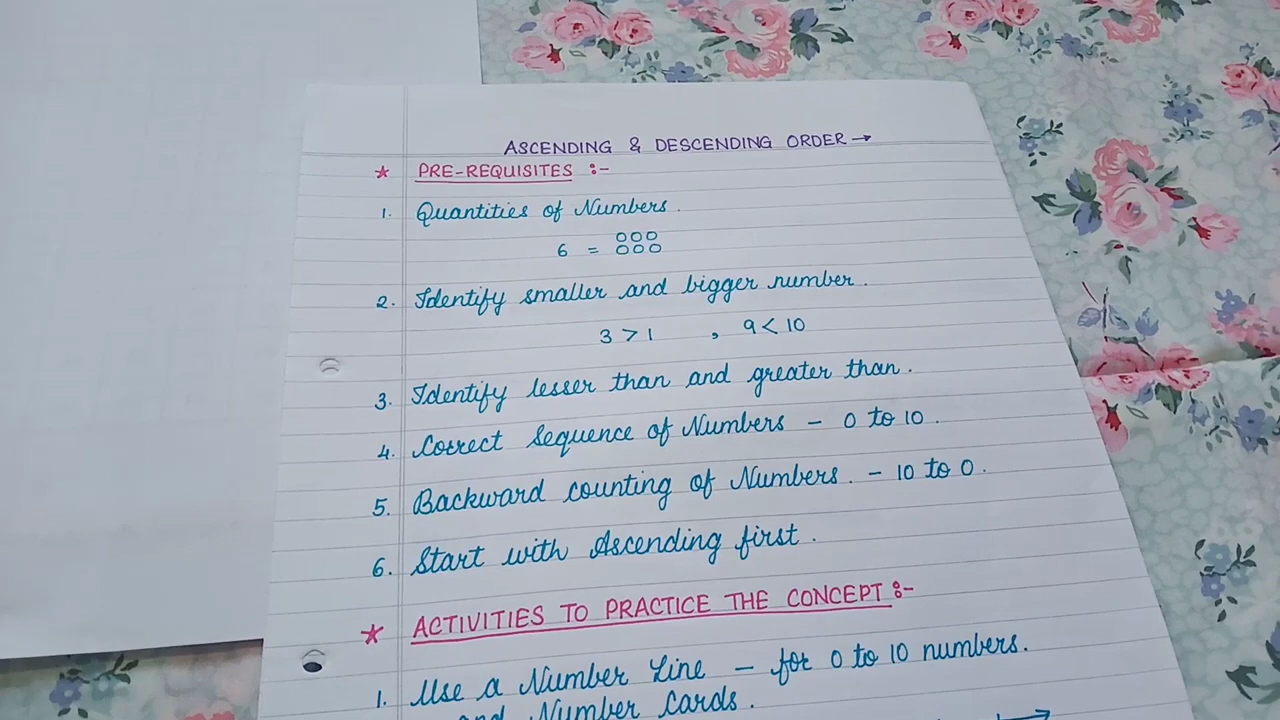 ASCENDING & DESCENDING ORDER →
* PRE-REQUISITES :-
1. Quantities of Numbers.
6 = ooo
ooo
2. Identify smaller and bigger number.
3 > 1 , 9 < 10
3. Identify lesser than and greater than.
4. Correct Sequence of Numbers - 0 to 10.
5. Backward counting of Numbers. - 10 to 0.
6. Start with Ascending first.
* ACTIVITIES TO PRACTICE THE CONCEPT :-
1. Use a Number Line - for 0 to 10 numbers.
and Number Cards.